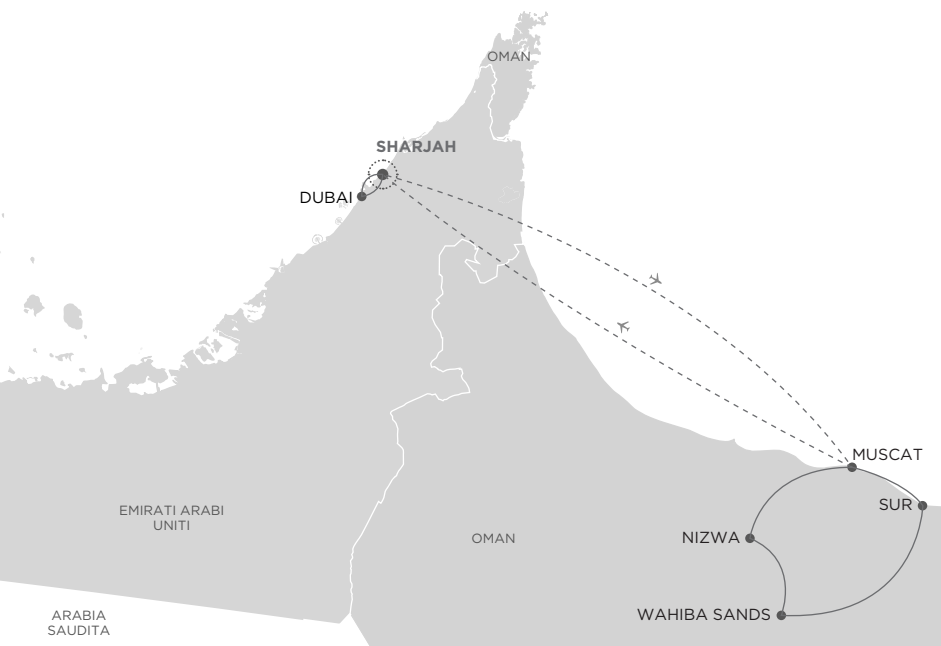 OMAN
SHARJAH
DUBAI
MUSCAT
SUR
EMIRATI ARABI
UNITI
OMAN
NIZWA
WAHIBA SANDS
ARABIA
SAUDITA